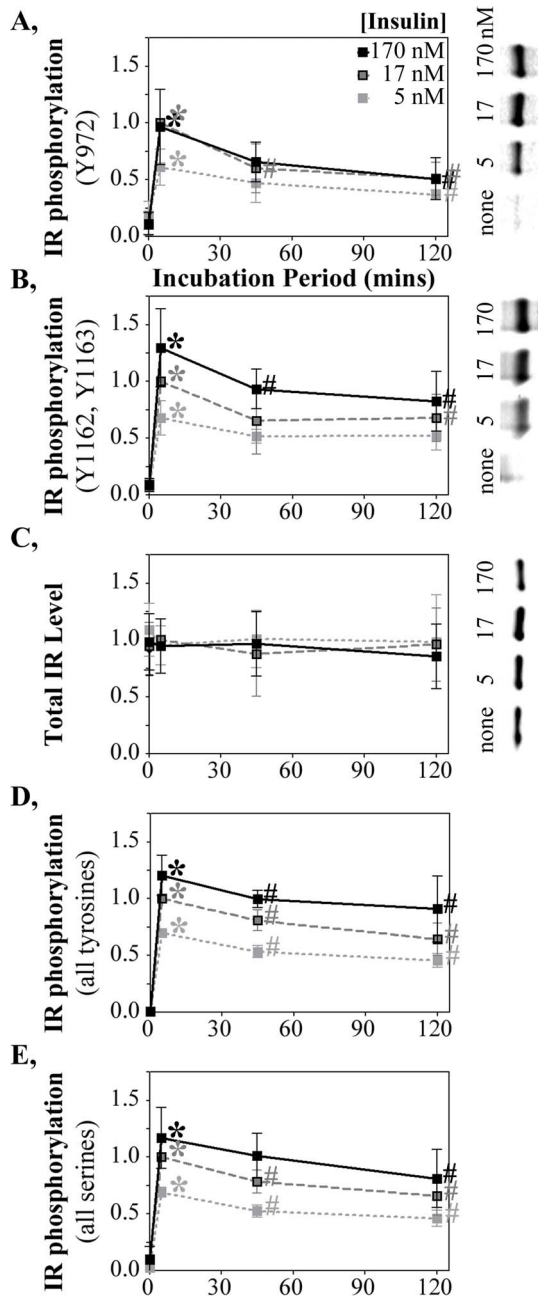 A,
[Insulin]
170 nM
17 nM
5 nM
IR phosphorylation
(Y972)
1.5
1.0
0.5
0.0
0 30 60 90 120
* * *
# # #
#
170 nM
17
5
none
Incubation Period (mins)
B,
IR phosphorylation
(Y1162, Y1163)
1.5
1.0
0.5
0.0
0 30 60 90 120
*
*
*
#
#
#
170
17
5
none
C,
Total IR Level
1.5
1.0
0.5
0.0
0 30 60 90 120
170
17
5
none
D,
IR phosphorylation
(all tyrosines)
1.5
1.0
0.5
0.0
0 30 60 90 120
*
*
*
# #
# #
# #
E,
IR phosphorylation
(all serines)
1.5
1.0
0.5
0.0
0 30 60 90 120
*
*
*
#
# #
# #